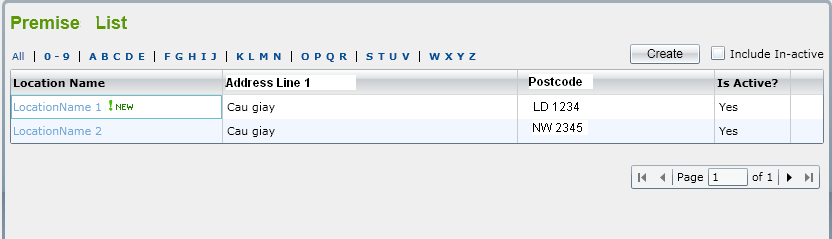 Premise List
All | 0 - 9 | A B C D E | F G H I J | K L M N | O P Q R | S T U V | W X Y Z Create Include In-active
Location Name Address Line 1 Postcode Is Active?
LocationName 1 ! NEW Cau giay LD 1234 Yes
LocationName 2 Cau giay NW 2345 Yes
Page 1 of 1